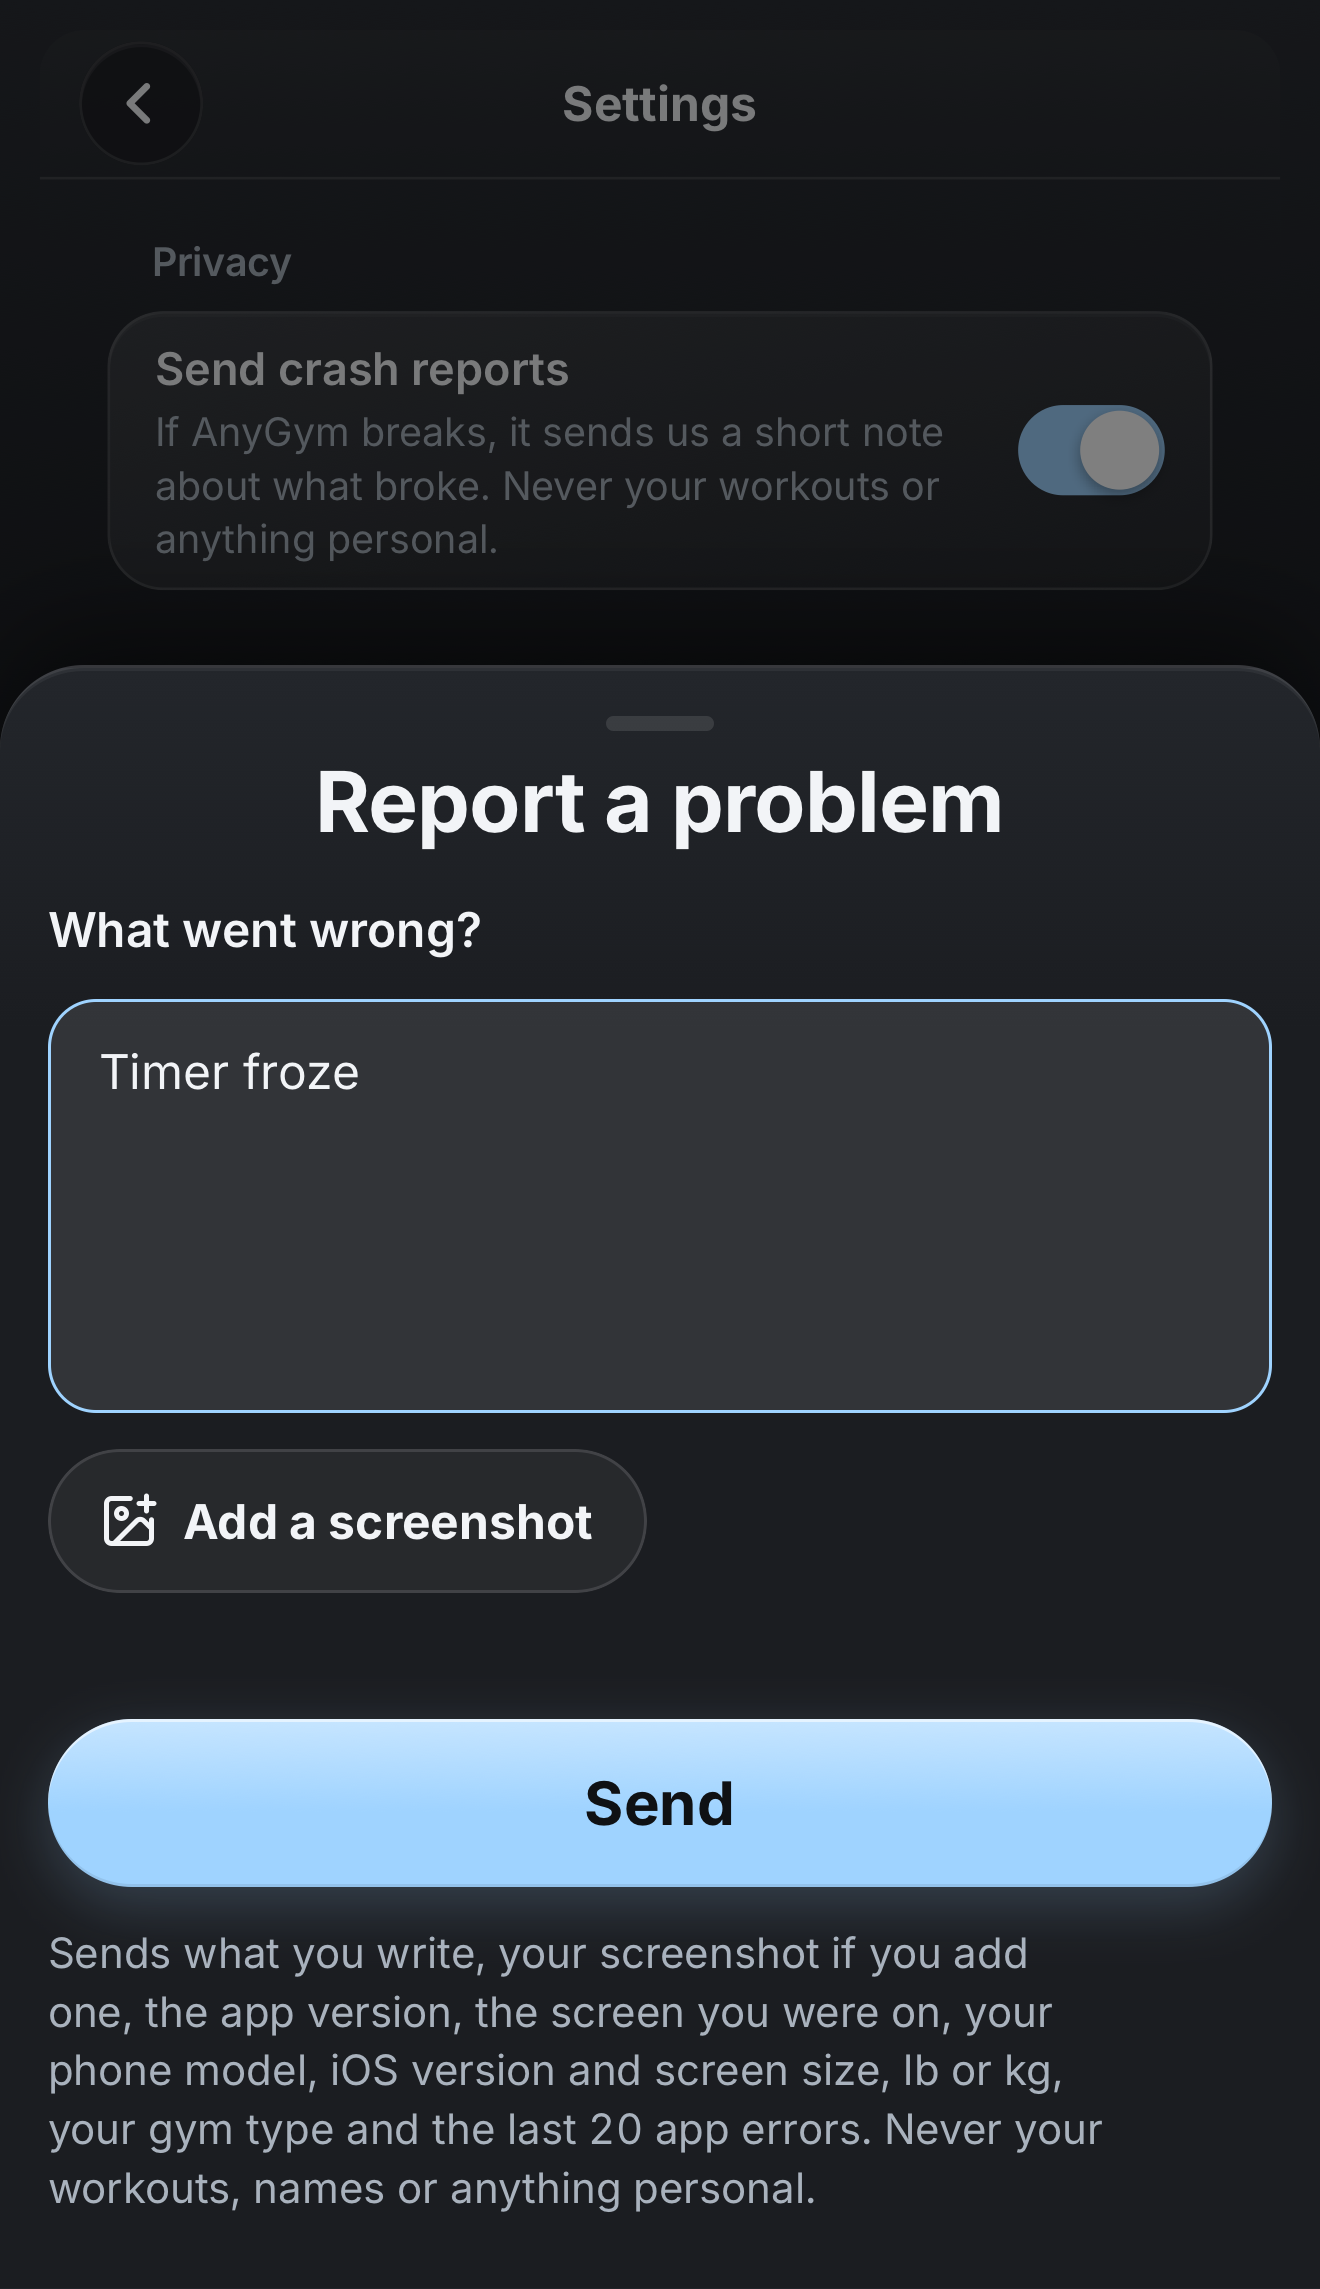 Settings
Privacy
Send crash reports
If AnyGym breaks, it sends us a short note
about what broke. Never your workouts or
anything personal.
Report a problem
What went wrong?
Timer froze
Add a screenshot
Send
Sends what you write, your screenshot if you add
one, the app version, the screen you were on, your
phone model, iOS version and screen size, lb or kg,
your gym type and the last 20 app errors. Never your
workouts, names or anything personal.